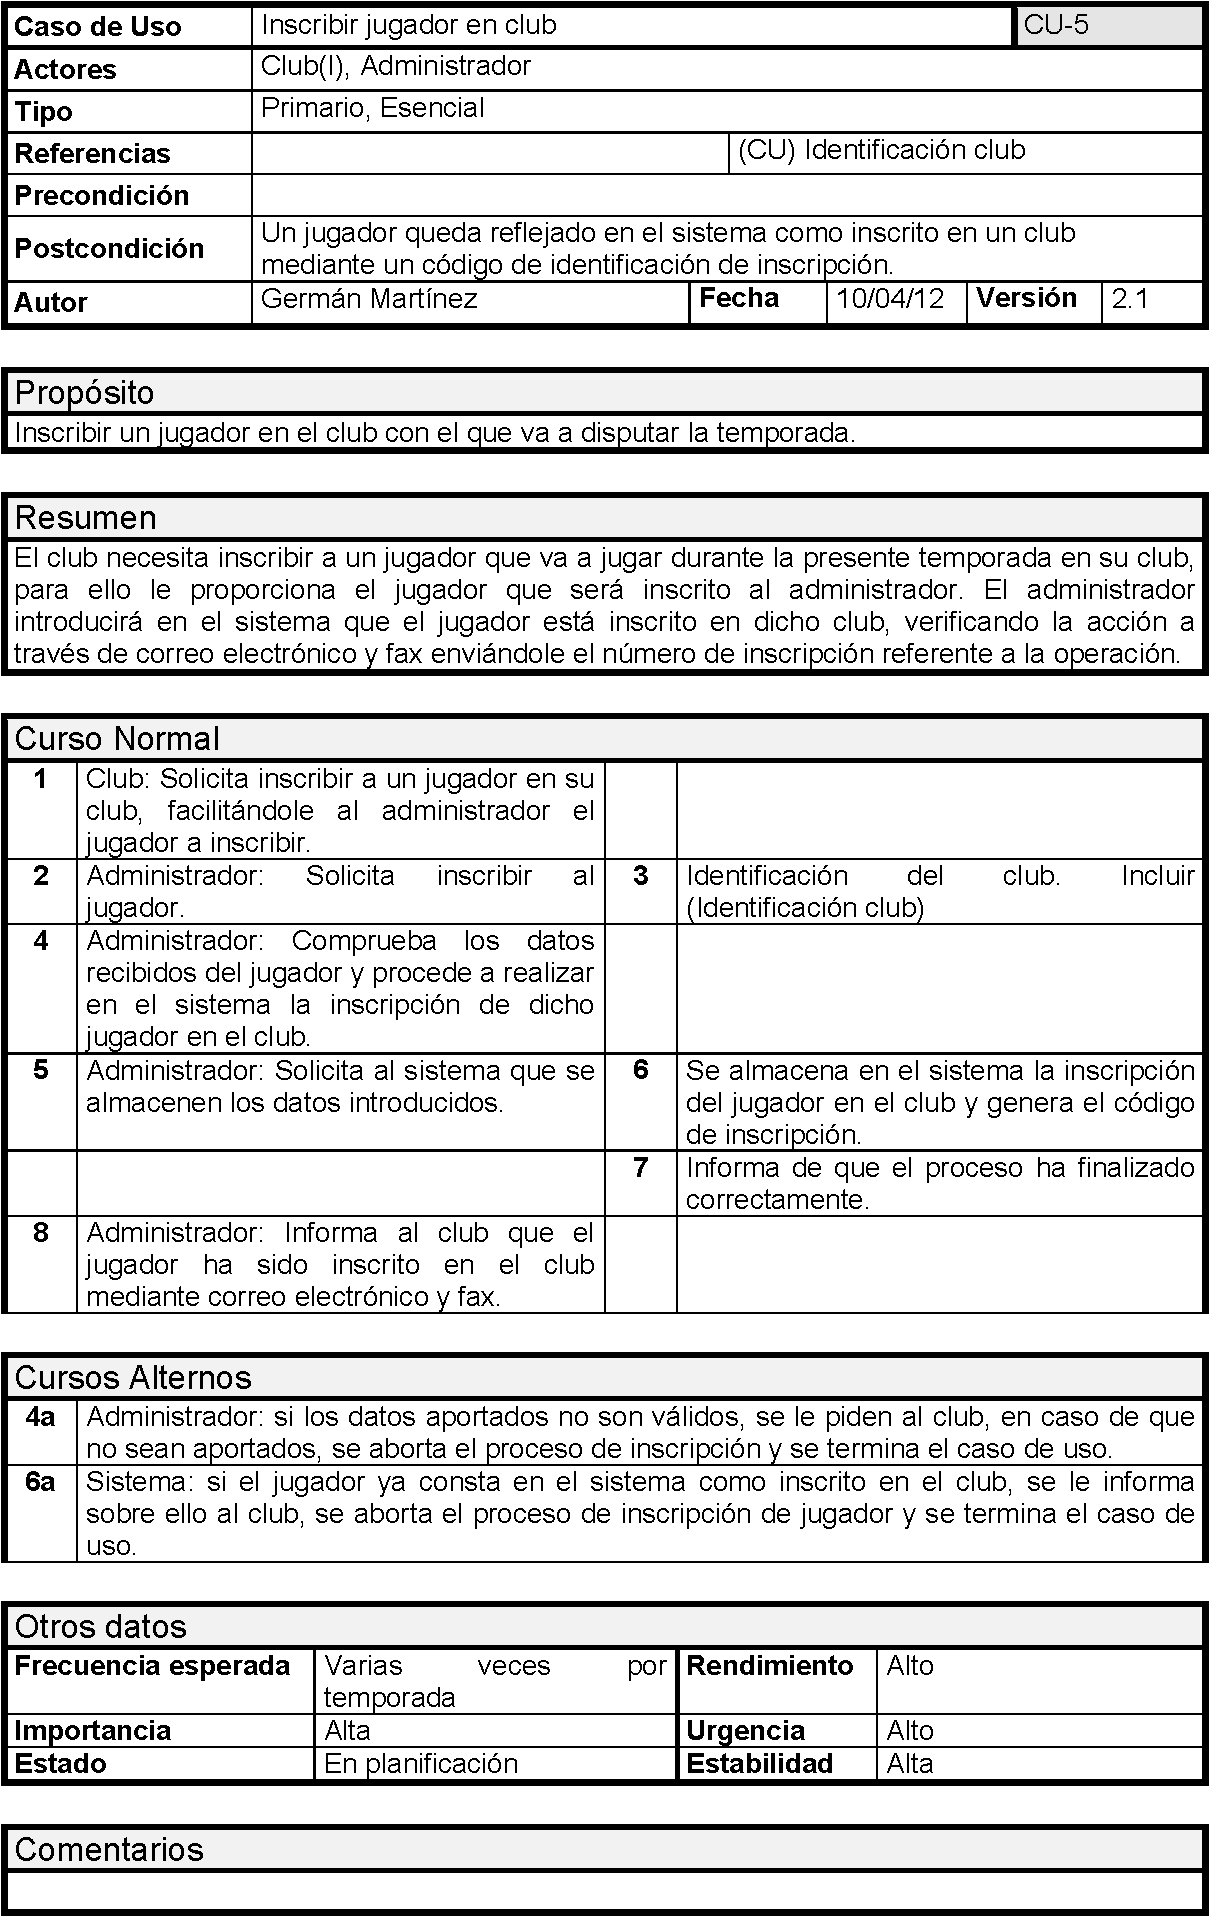 Caso de Uso Inscribir jugador en club CU-5
Actores Club(I), Administrador
Tipo Primario, Esencial
Referencias (CU) Identificación club
Precondición
Postcondición Un jugador queda reflejado en el sistema como inscrito en un club
mediante un código de identificación de inscripción.
Autor Germán Martínez Fecha 10/04/12 Versión 2.1
Propósito
Inscribir un jugador en el club con el que va a disputar la temporada.
Resumen
El club necesita inscribir a un jugador que va a jugar durante la presente temporada en su club,
para ello le proporciona el jugador que será inscrito al administrador. El administrador
introducirá en el sistema que el jugador está inscrito en dicho club, verificando la acción a
través de correo electrónico y fax enviándole el número de inscripción referente a la operación.
Curso Normal
1 Club: Solicita inscribir a un jugador en su
club, facilitándole al administrador el
jugador a inscribir.
2 Administrador: Solicita inscribir al
jugador.
3 Identificación del club. Incluir
(Identificación club)
4 Administrador: Comprueba los datos
recibidos del jugador y procede a realizar
en el sistema la inscripción de dicho
jugador en el club.
5 Administrador: Solicita al sistema que se
almacenen los datos introducidos.
6 Se almacena en el sistema la inscripción
del jugador en el club y genera el código
de inscripción.
7 Informa de que el proceso ha finalizado
correctamente.
8 Administrador: Informa al club que el
jugador ha sido inscrito en el club
mediante correo electrónico y fax.
Cursos Alternos
4a Administrador: si los datos aportados no son válidos, se le piden al club, en caso de que
no sean aportados, se aborta el proceso de inscripción y se termina el caso de uso.
6a Sistema: si el jugador ya consta en el sistema como inscrito en el club, se le informa
sobre ello al club, se aborta el proceso de inscripción de jugador y se termina el caso de
uso.
Otros datos
Frecuencia esperada Varias veces por
temporada
Rendimiento Alto
Importancia Alta Urgencia Alto
Estado En planificación Estabilidad Alta
Comentarios